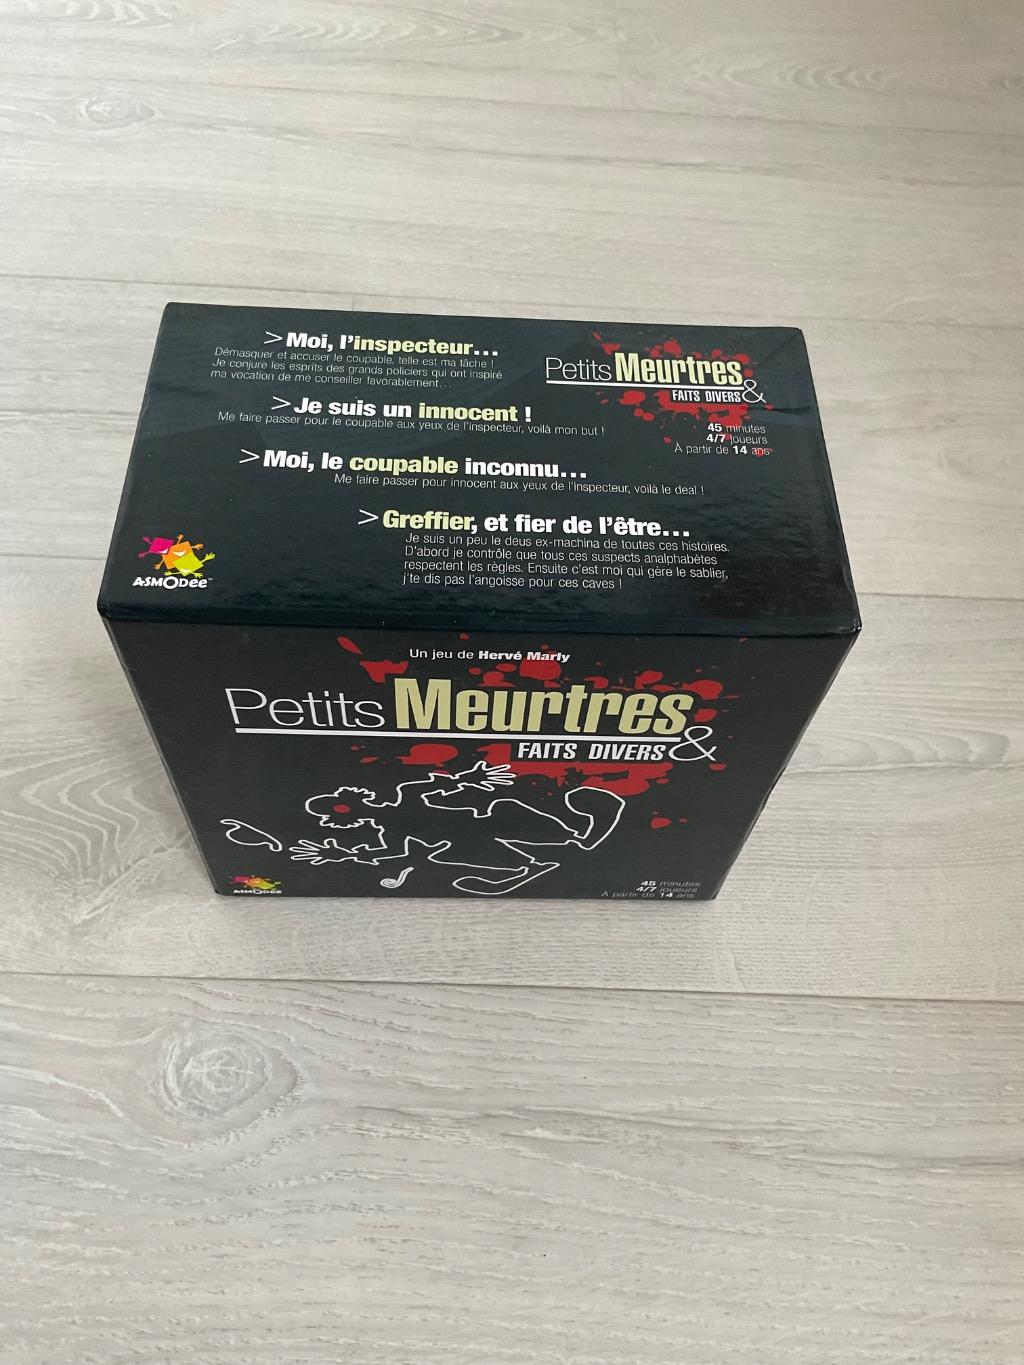 > Moi, l'inspecteur...
Démasquer et accuser le coupable, telle est ma tâche !
Je conjure les esprits des grands policiers qui ont inspiré
ma vocation de me conseiller favorablement...
> Je suis un innocent !
Me faire passer pour le coupable aux yeux de l'inspecteur, voilà mon but !
> Moi, le coupable inconnu...
Me faire passer pour innocent aux yeux de l'inspecteur, voilà le deal !
> Greffier, et fier de l'être...
Je suis un peu le deus ex-machina de toutes ces histoires.
D'abord je contrôle que tous ces suspects analphabètes
respectent les règles. Ensuite c'est moi qui gère le sablier,
j'te dis pas l'angoisse pour ces caves !
Petits Meurtres
FAITS DIVERS &
45 minutes
4/7 joueurs
À partir de 14 ans
ASMODEE
Un jeu de Hervé Marly
Petits Meurtres
FAITS DIVERS &
ASMODEE
45 minutes
4/7 joueurs
À partir de 14 ans